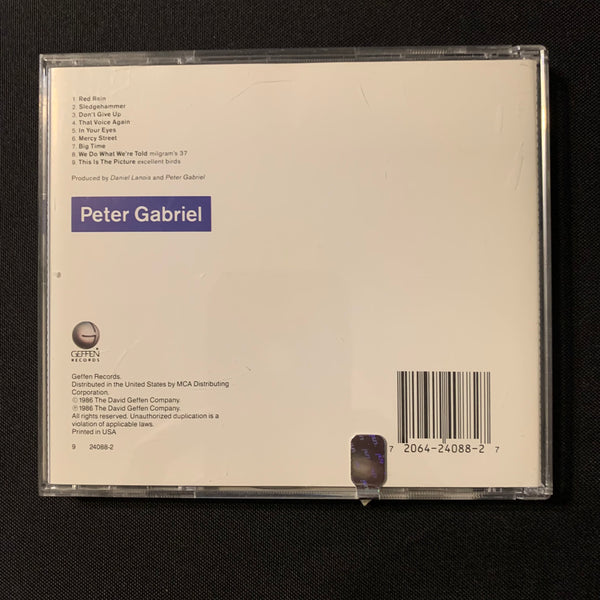 1. Red Rain
2. Sledgehammer
3. Don't Give Up
4. That Voice Again
5. In Your Eyes
6. Mercy Street
7. Big Time
8. We Do What We're Told milgram's 37
9. This Is The Picture excellent birds
Produced by Daniel Lanois and Peter Gabriel
Peter Gabriel
GEFFEN
RECORDS
Geffen Records.
Distributed in the United States by MCA Distributing
Corporation.
© 1986 The David Geffen Company.
℗ 1986 The David Geffen Company.
All rights reserved. Unauthorized duplication is a
violation of applicable laws.
Printed in USA
9 24088-2
7 2064-24088-2 7